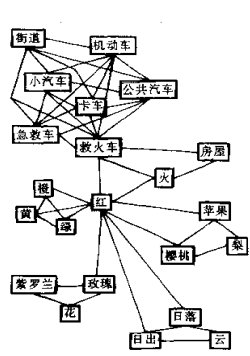 街道
机动车
小汽车
公共汽车
卡车
急救车
救火车
房屋
火
橙
红
黄
绿
苹果
樱桃
梨
紫罗兰
玫瑰
花
日落
日出
云